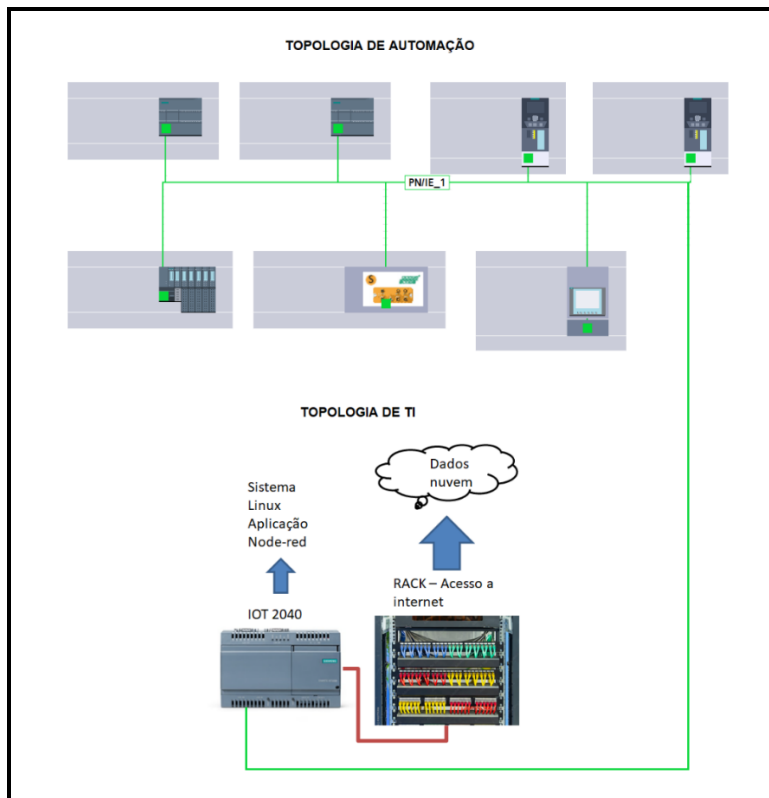 TOPOLOGIA DE AUTOMAÇÃO
PN/IE_1
S
TOPOLOGIA DE TI
Dados
nuvem
Sistema
Linux
Aplicação
Node-red
RACK – Acesso a
internet
IOT 2040